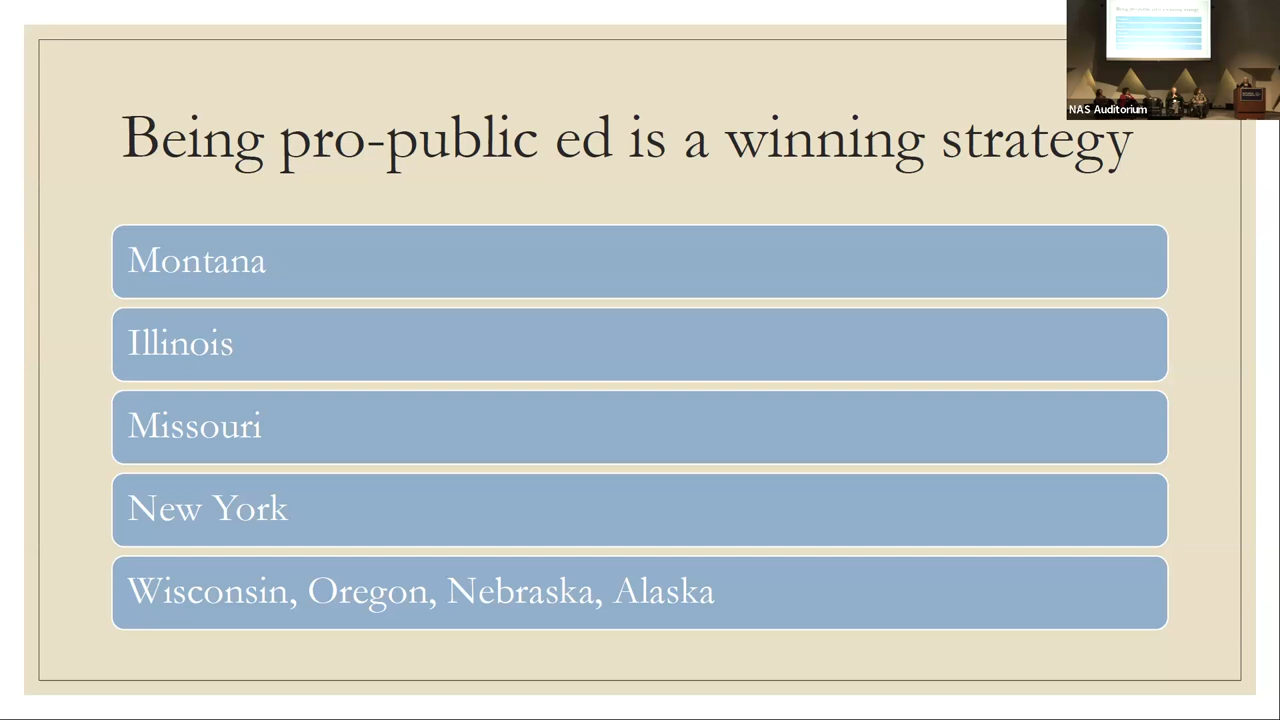 Being pro-public ed is a winning strategy
NAS Auditorium
Montana
Illinois
Missouri
New York
Wisconsin, Oregon, Nebraska, Alaska